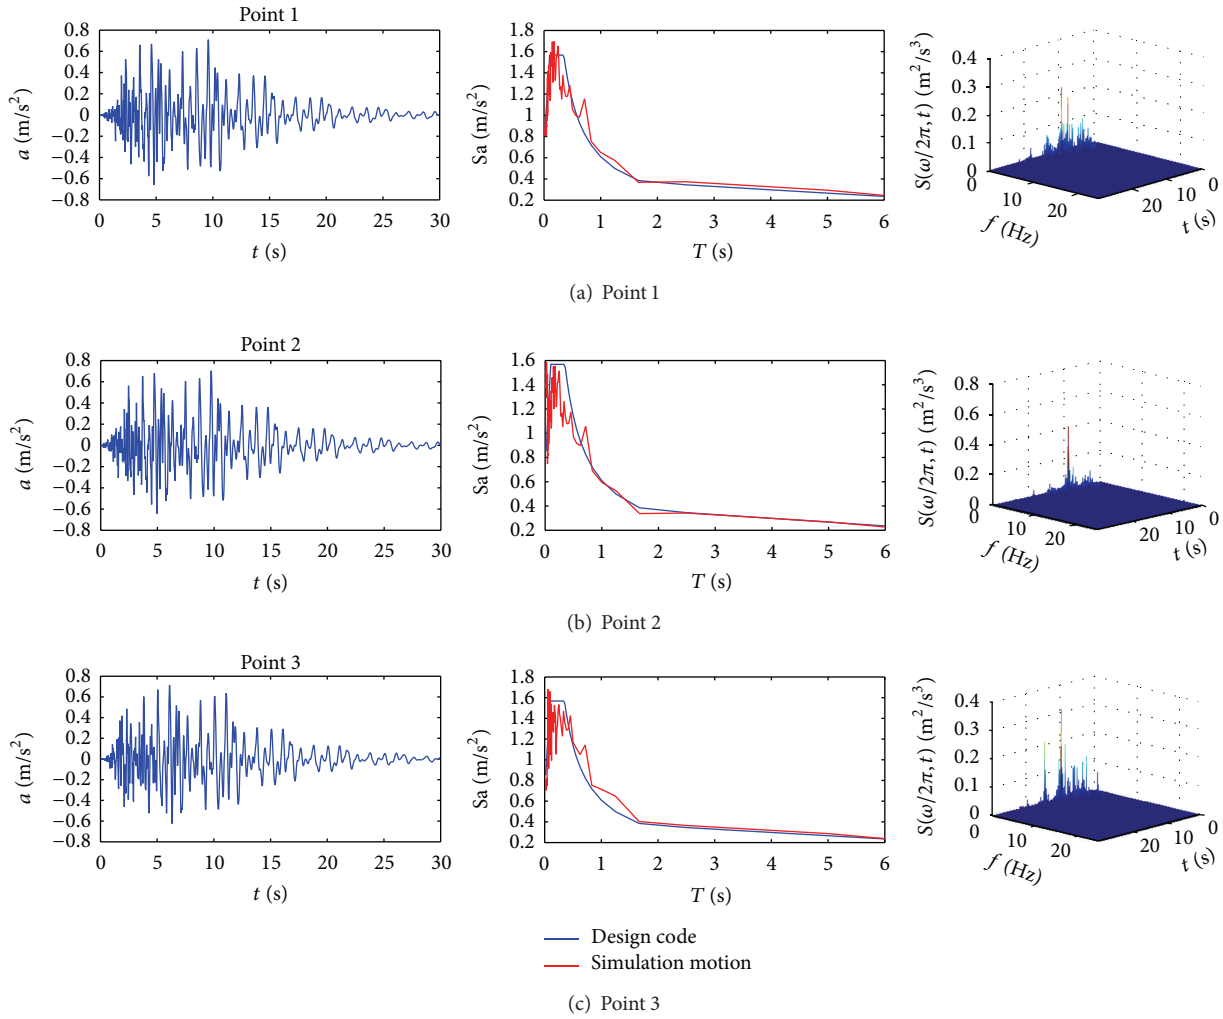 Point 1
0.8
0.6
0.4
0.2
0
−0.2
−0.4
−0.6
−0.8
a (m/s²)
0 5 10 15 20 25 30
t (s)
1.8
1.6
1.4
1.2
1
0.8
0.6
0.4
0.2
Sa (m/s²)
0 1 2 3 4 5 6
T (s)
0.4
0.3
0.2
0.1
0
S(ω/2π, t) (m²/s³)
0 10 20
f (Hz)
20 10 0
t (s)
(a) Point 1
Point 2
0.8
0.6
0.4
0.2
0
−0.2
−0.4
−0.6
−0.8
a (m/s²)
0 5 10 15 20 25 30
t (s)
1.6
1.4
1.2
1
0.8
0.6
0.4
0.2
Sa (m/s²)
0 1 2 3 4 5 6
T (s)
0.8
0.6
0.4
0.2
0
S(ω/2π, t) (m²/s³)
0 10 20
f (Hz)
20 10 0
t (s)
(b) Point 2
Point 3
0.8
0.6
0.4
0.2
0
−0.2
−0.4
−0.6
−0.8
a (m/s²)
0 5 10 15 20 25 30
t (s)
1.8
1.6
1.4
1.2
1
0.8
0.6
0.4
0.2
Sa (m/s²)
0 1 2 3 4 5 6
T (s)
0.4
0.3
0.2
0.1
0
S(ω/2π, t) (m²/s³)
0 10 20
f (Hz)
20 10 0
t (s)
Design code
Simulation motion
(c) Point 3